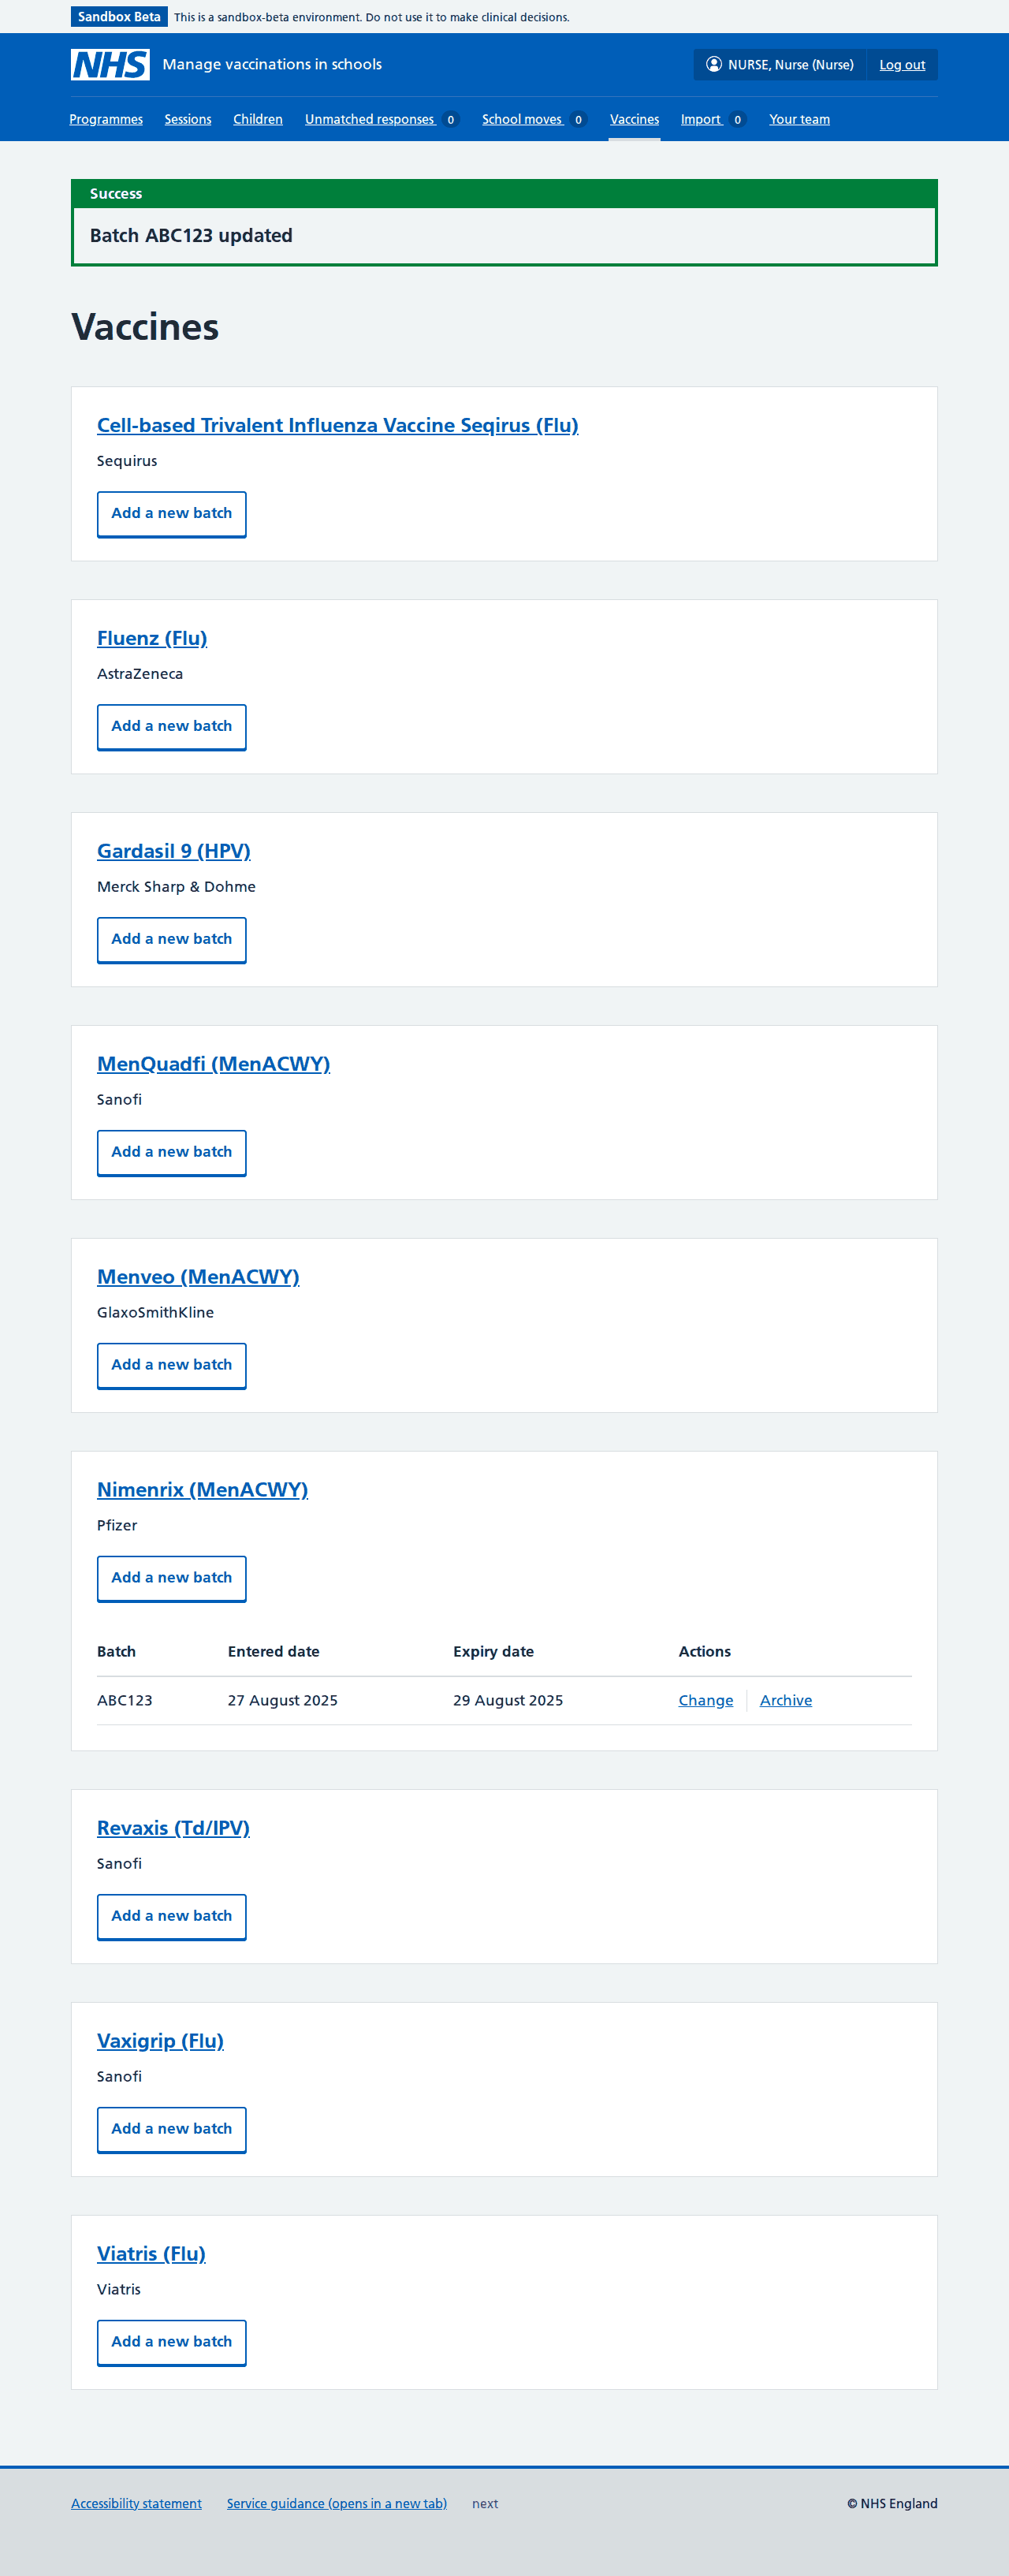 Sandbox Beta This is a sandbox-beta environment. Do not use it to make clinical decisions.
NHS Manage vaccinations in schools NURSE, Nurse (Nurse) Log out
Programmes Sessions Children Unmatched responses 0 School moves 0 Vaccines Import 0 Your team
Success
Batch ABC123 updated
Vaccines
Cell-based Trivalent Influenza Vaccine Seqirus (Flu)
Sequirus
Add a new batch
Fluenz (Flu)
AstraZeneca
Add a new batch
Gardasil 9 (HPV)
Merck Sharp & Dohme
Add a new batch
MenQuadfi (MenACWY)
Sanofi
Add a new batch
Menveo (MenACWY)
GlaxoSmithKline
Add a new batch
Nimenrix (MenACWY)
Pfizer
Add a new batch
Batch Entered date Expiry date Actions
ABC123 27 August 2025 29 August 2025 Change Archive
Revaxis (Td/IPV)
Sanofi
Add a new batch
Vaxigrip (Flu)
Sanofi
Add a new batch
Viatris (Flu)
Viatris
Add a new batch
Accessibility statement Service guidance (opens in a new tab) next © NHS England